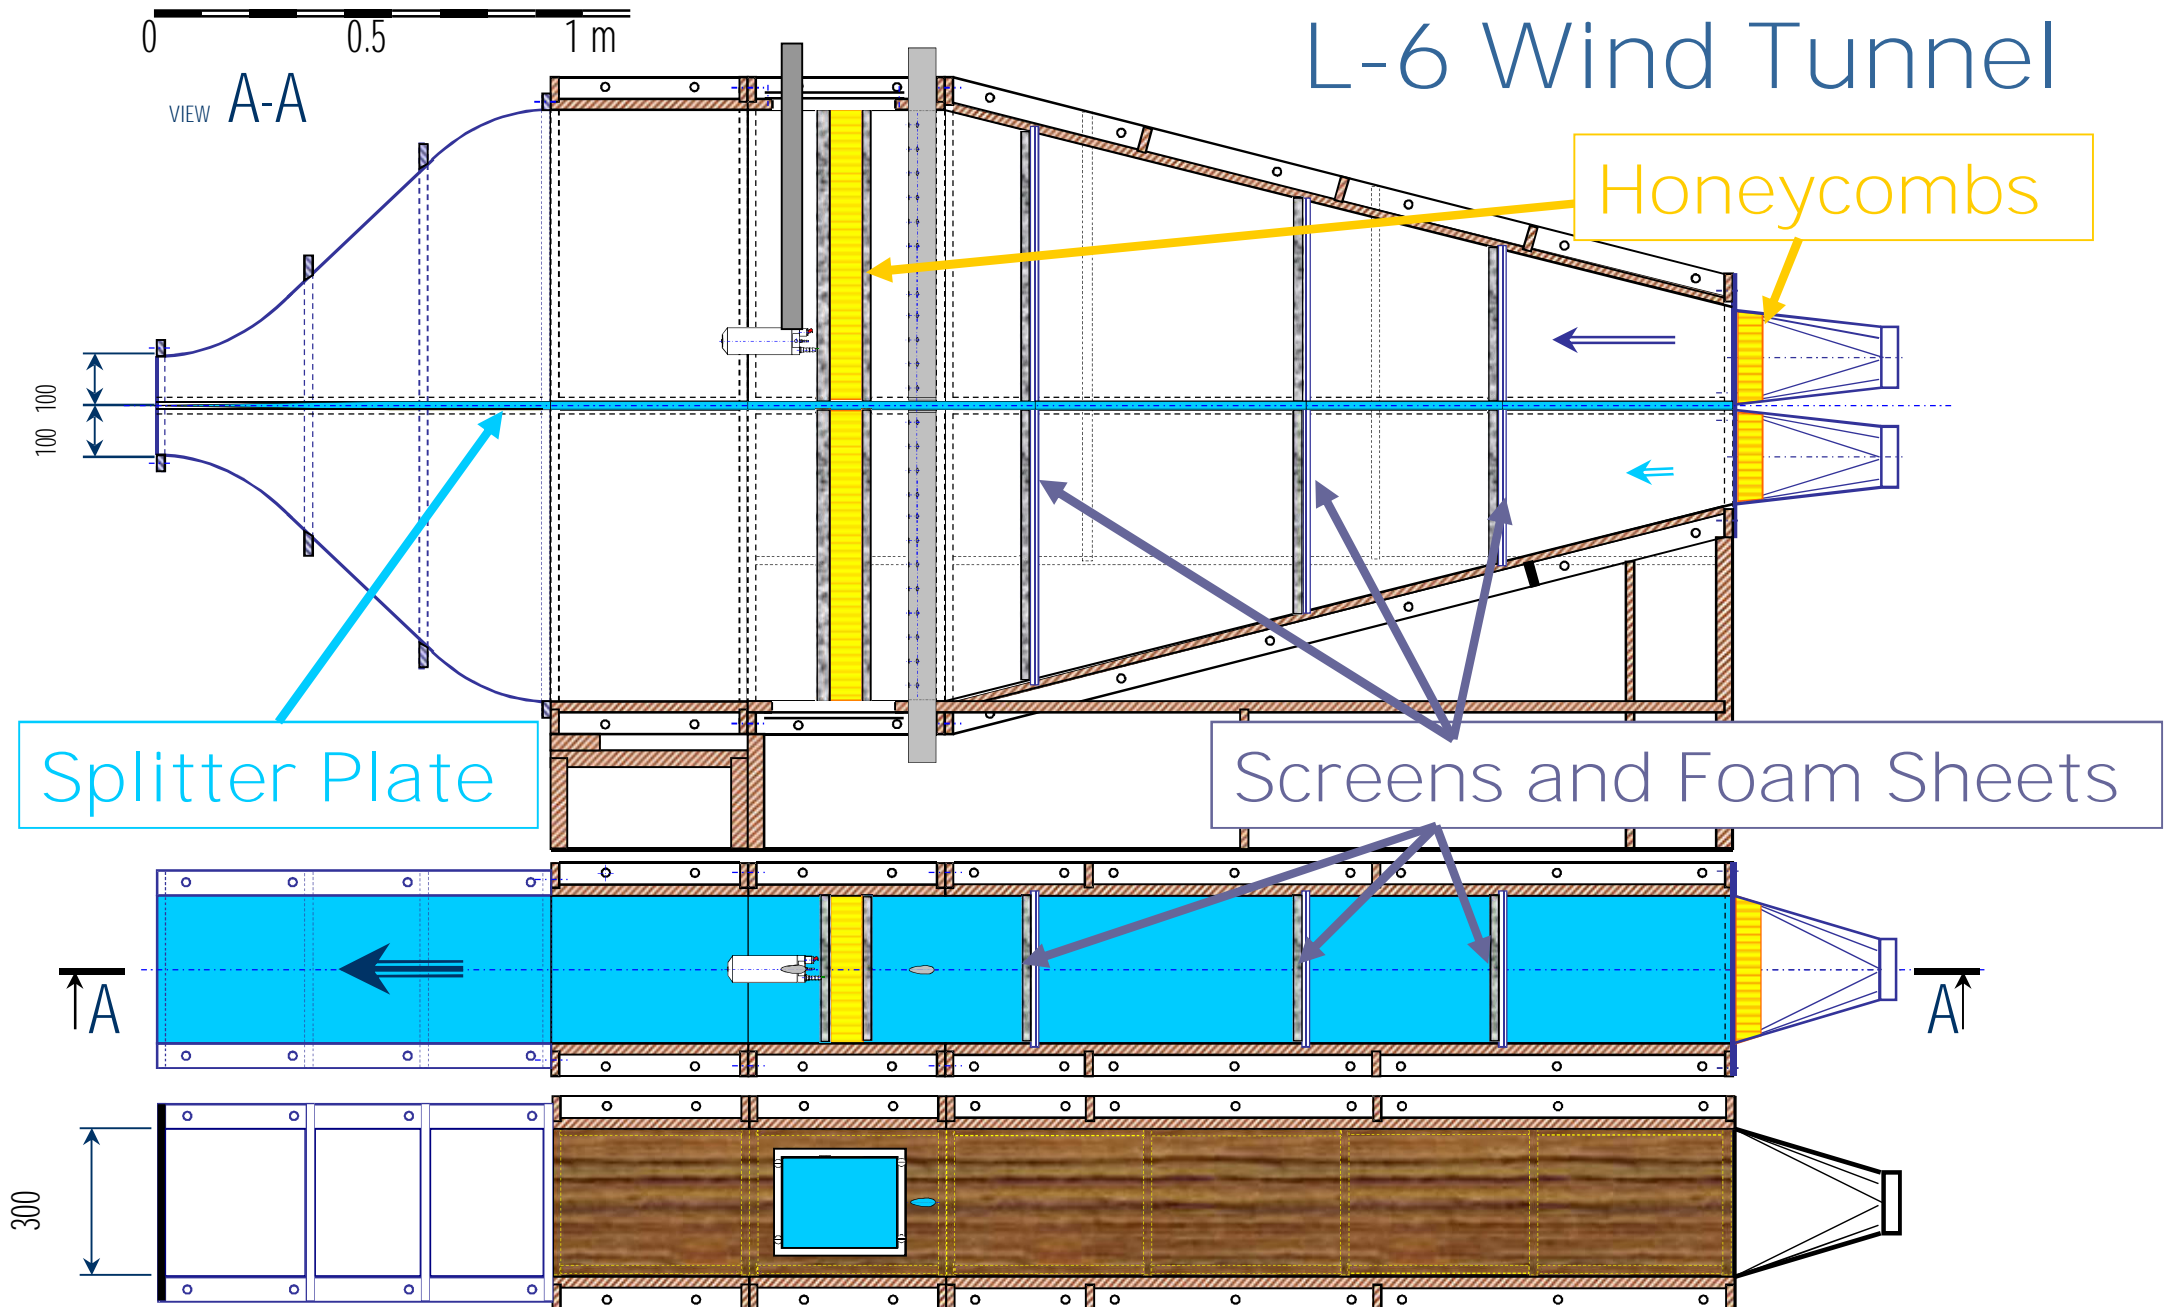 0 0.5 1 m
L-6 Wind Tunnel
VIEW A-A
Honeycombs
100
100
Splitter Plate
Screens and Foam Sheets
A
A
300